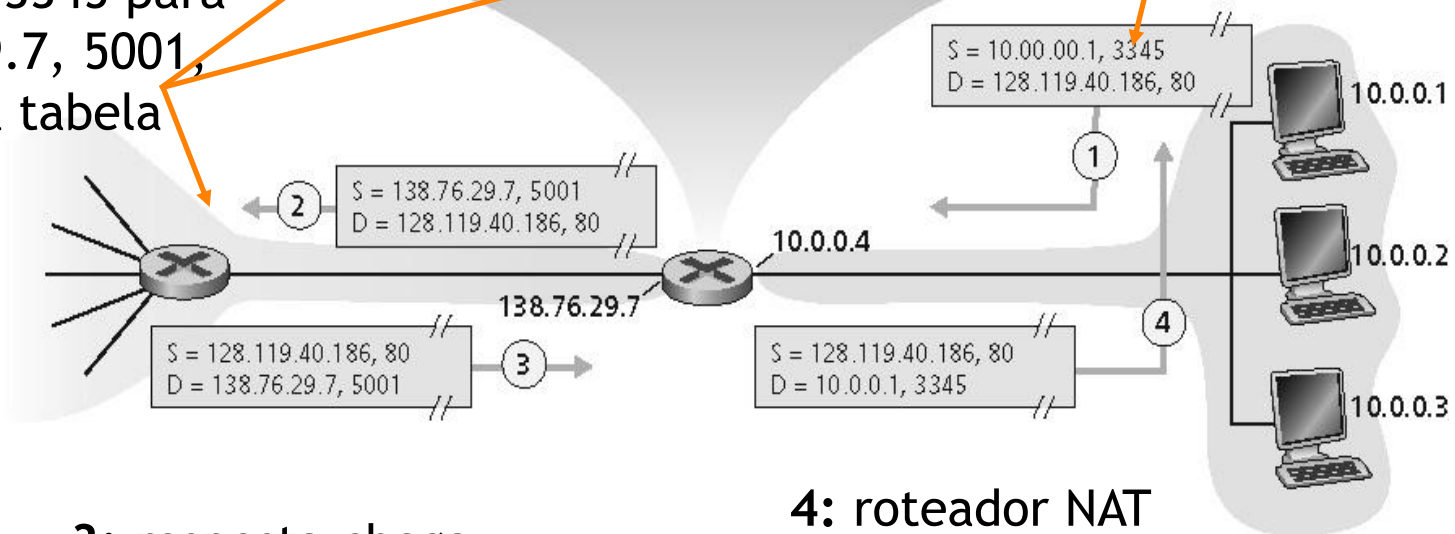 3345 para
.7, 5001,
tabela
S = 10.00.00.1, 3345
D = 128.119.40.186, 80
10.0.0.1
1
2
S = 138.76.29.7, 5001
D = 128.119.40.186, 80
10.0.0.4
10.0.0.2
138.76.29.7
S = 128.119.40.186, 80
D = 138.76.29.7, 5001
3
S = 128.119.40.186, 80
D = 10.0.0.1, 3345
4
10.0.0.3
4: roteador NAT